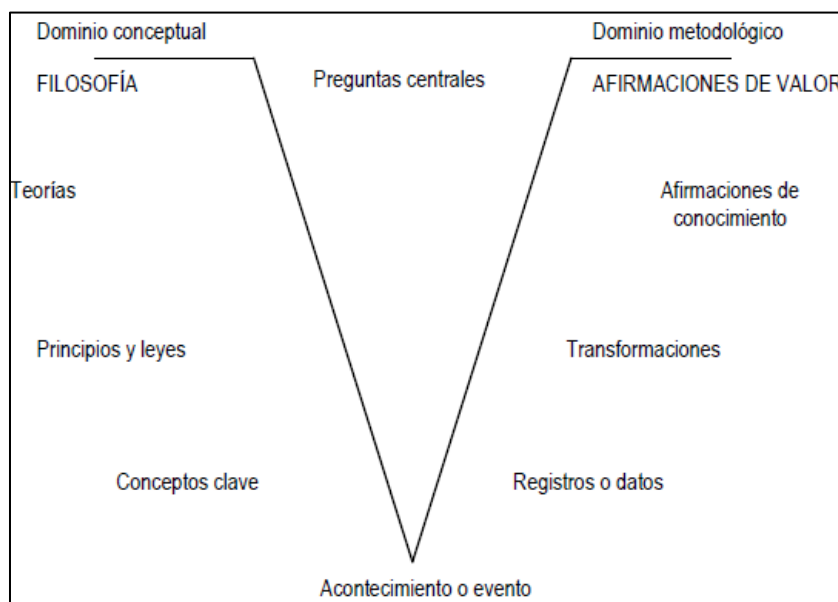 Dominio conceptual
Dominio metodológico
FILOSOFÍA
Preguntas centrales
AFIRMACIONES DE VALOR
Teorías
Afirmaciones de
conocimiento
Principios y leyes
Transformaciones
Conceptos clave
Registros o datos
Acontecimiento o evento